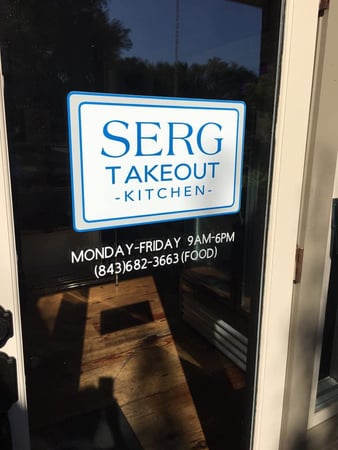 SERG
TAKEOUT
-KITCHEN-
MONDAY-FRIDAY 9AM-6PM
(843)682-3663(FOOD)